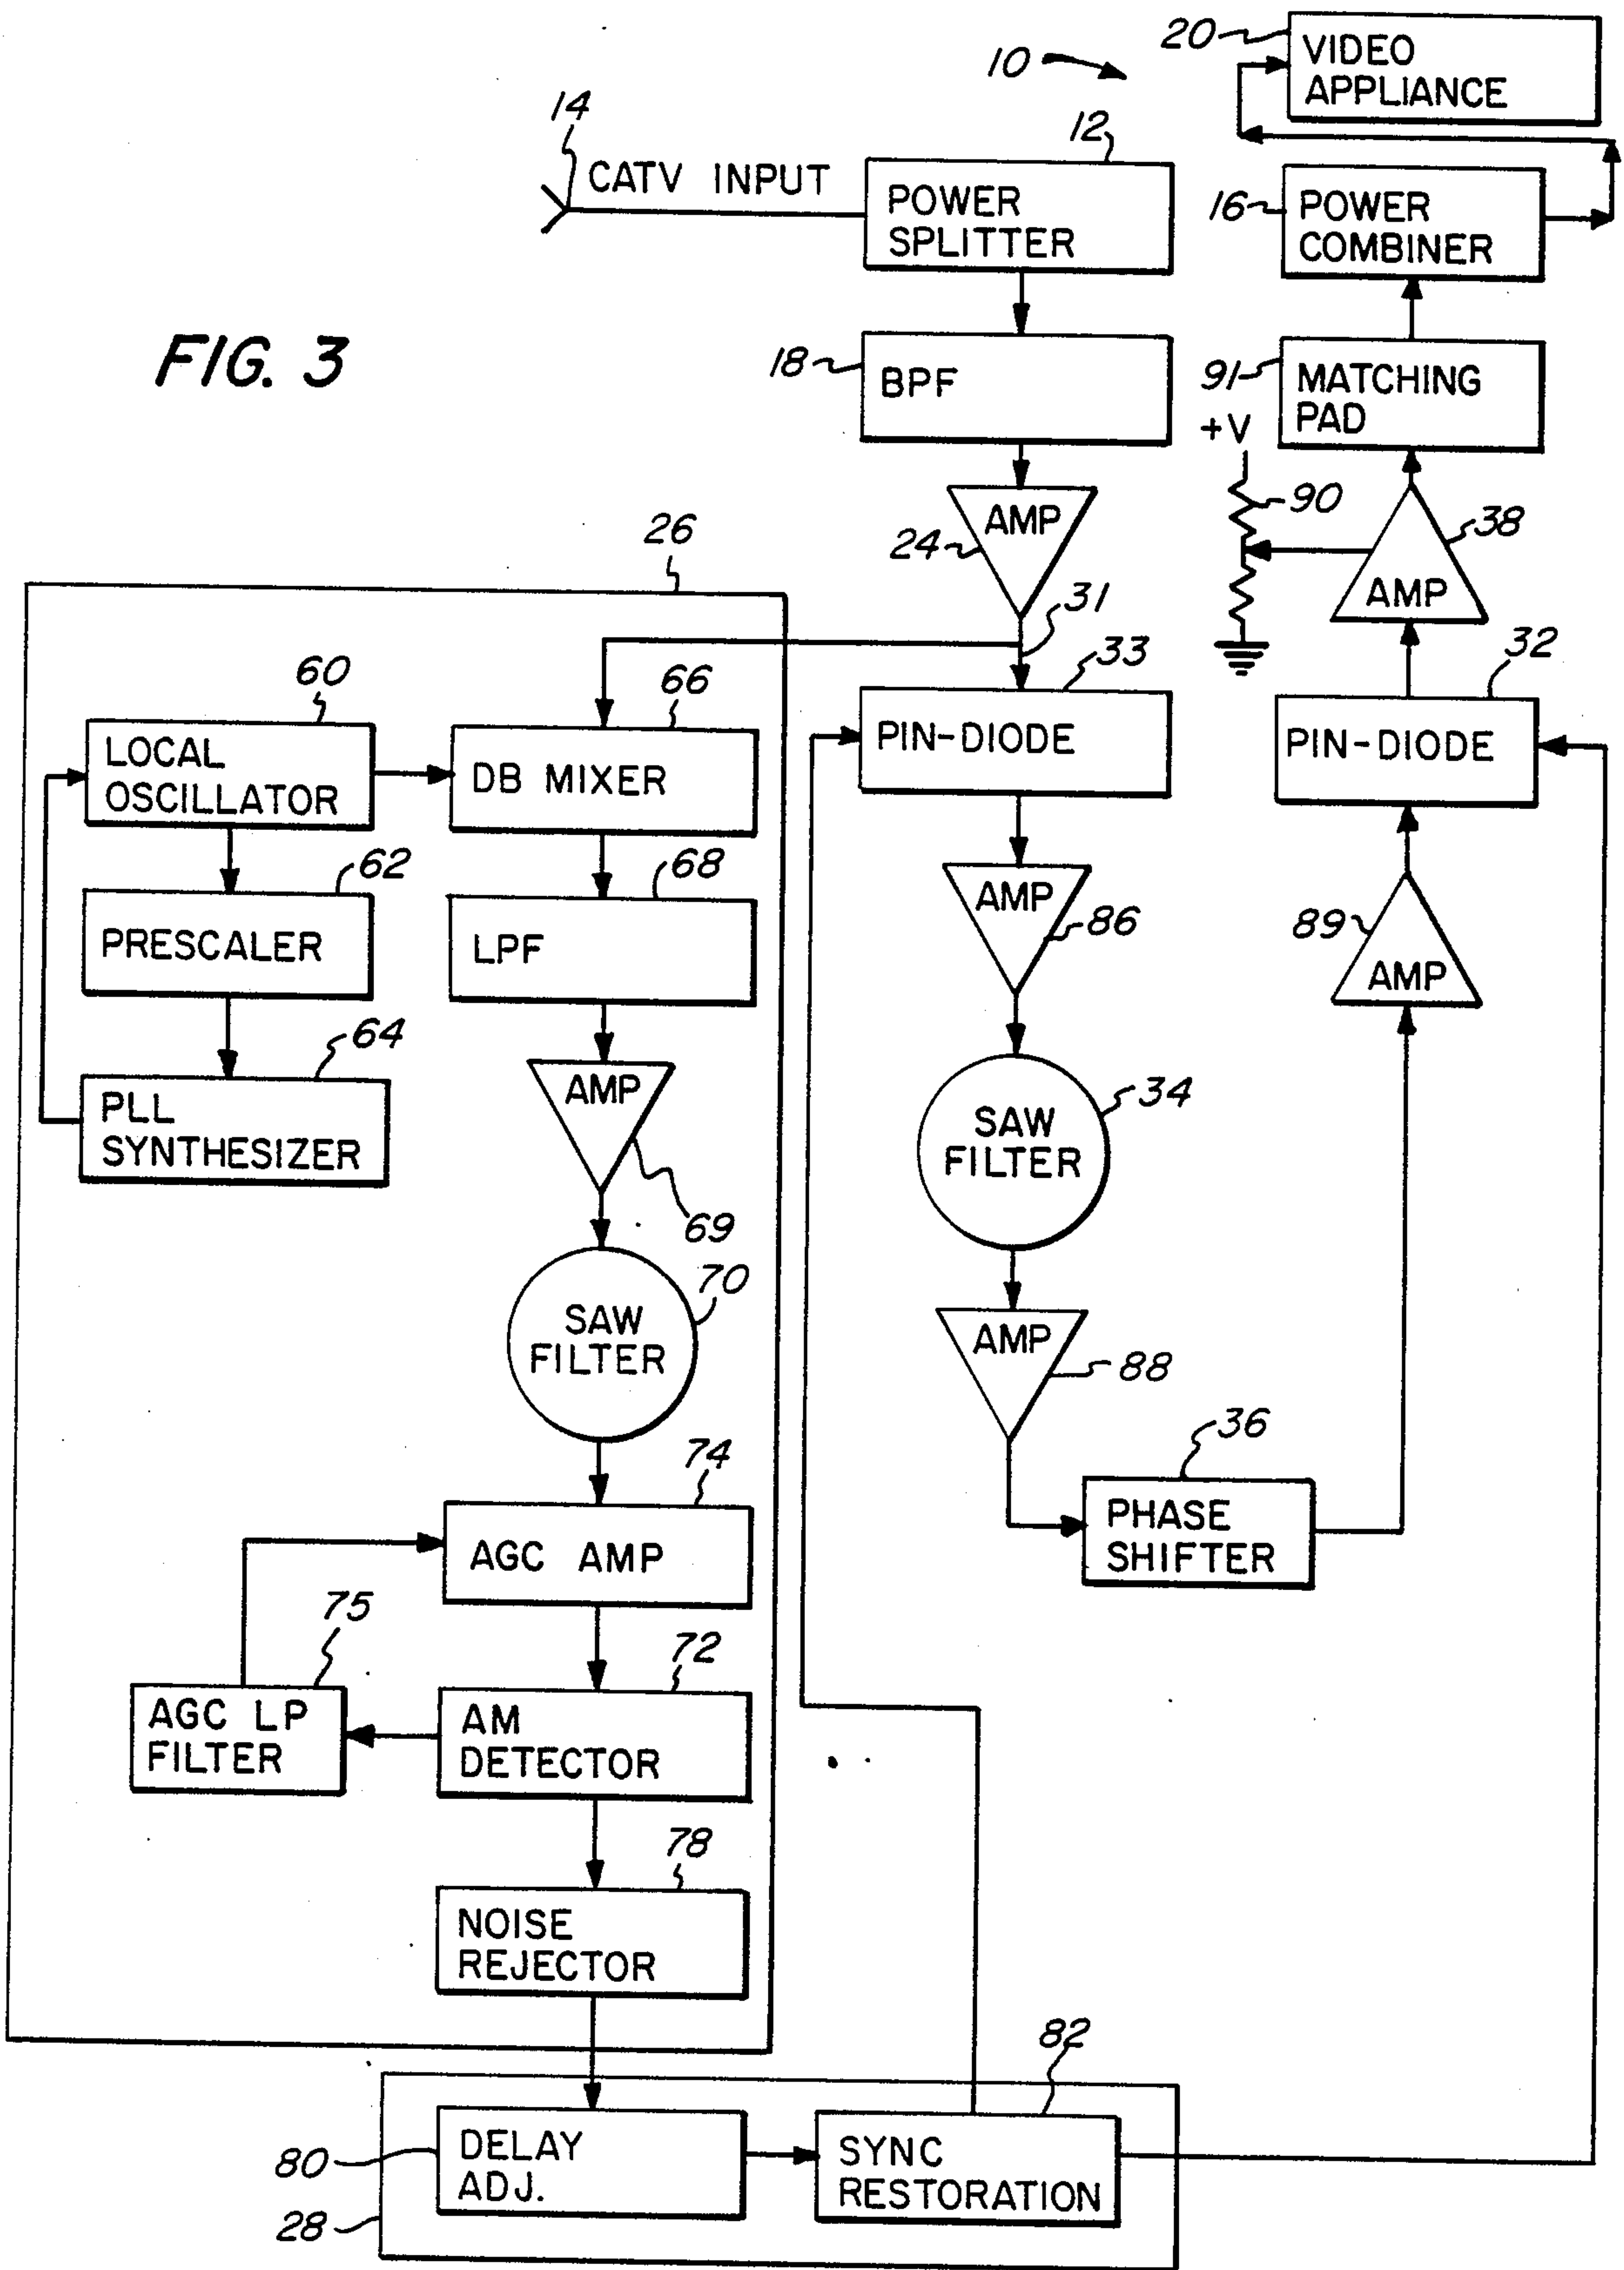 20
VIDEO
APPLIANCE
10
14
CATV INPUT
12
POWER
SPLITTER
16
POWER
COMBINER
FIG. 3
18
BPF
91
MATCHING
PAD
+V
90
AMP
24
38
AMP
26
31
33
32
60
66
LOCAL
OSCILLATOR
DB MIXER
PIN-DIODE
PIN-DIODE
62
68
PRESCALER
LPF
AMP
86
89
AMP
64
PLL
SYNTHESIZER
AMP
69
34
SAW
FILTER
70
SAW
FILTER
AMP
88
36
PHASE
SHIFTER
74
AGC AMP
75
72
AGC LP
FILTER
AM
DETECTOR
78
NOISE
REJECTOR
82
80
DELAY
ADJ.
SYNC
RESTORATION
28